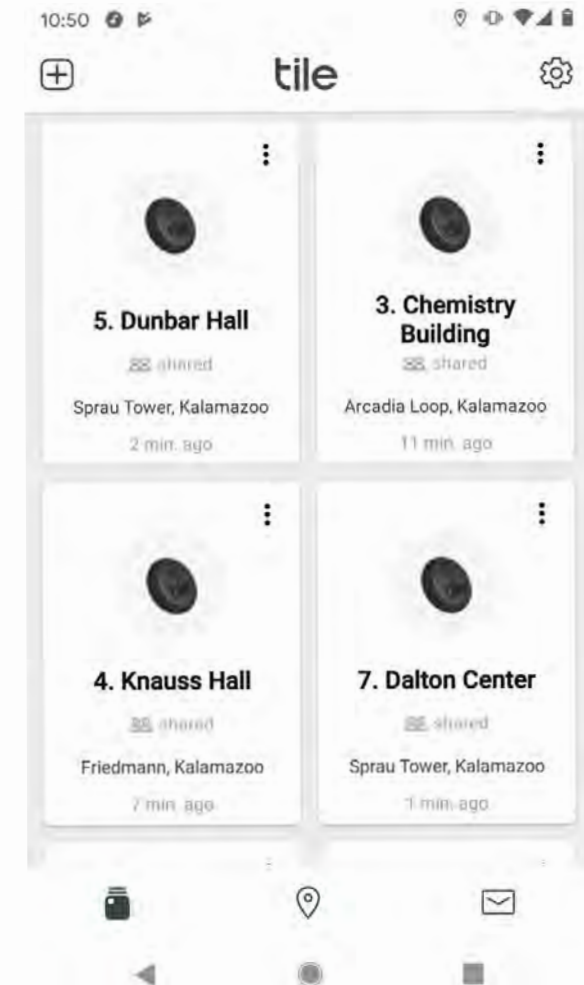 10:50
tile
5. Dunbar Hall
shared
Sprau Tower, Kalamazoo
2 min. ago
3. Chemistry
Building
shared
Arcadia Loop, Kalamazoo
11 min. ago
4. Knauss Hall
shared
Friedmann, Kalamazoo
7 min. ago
7. Dalton Center
shared
Sprau Tower, Kalamazoo
1 min. ago